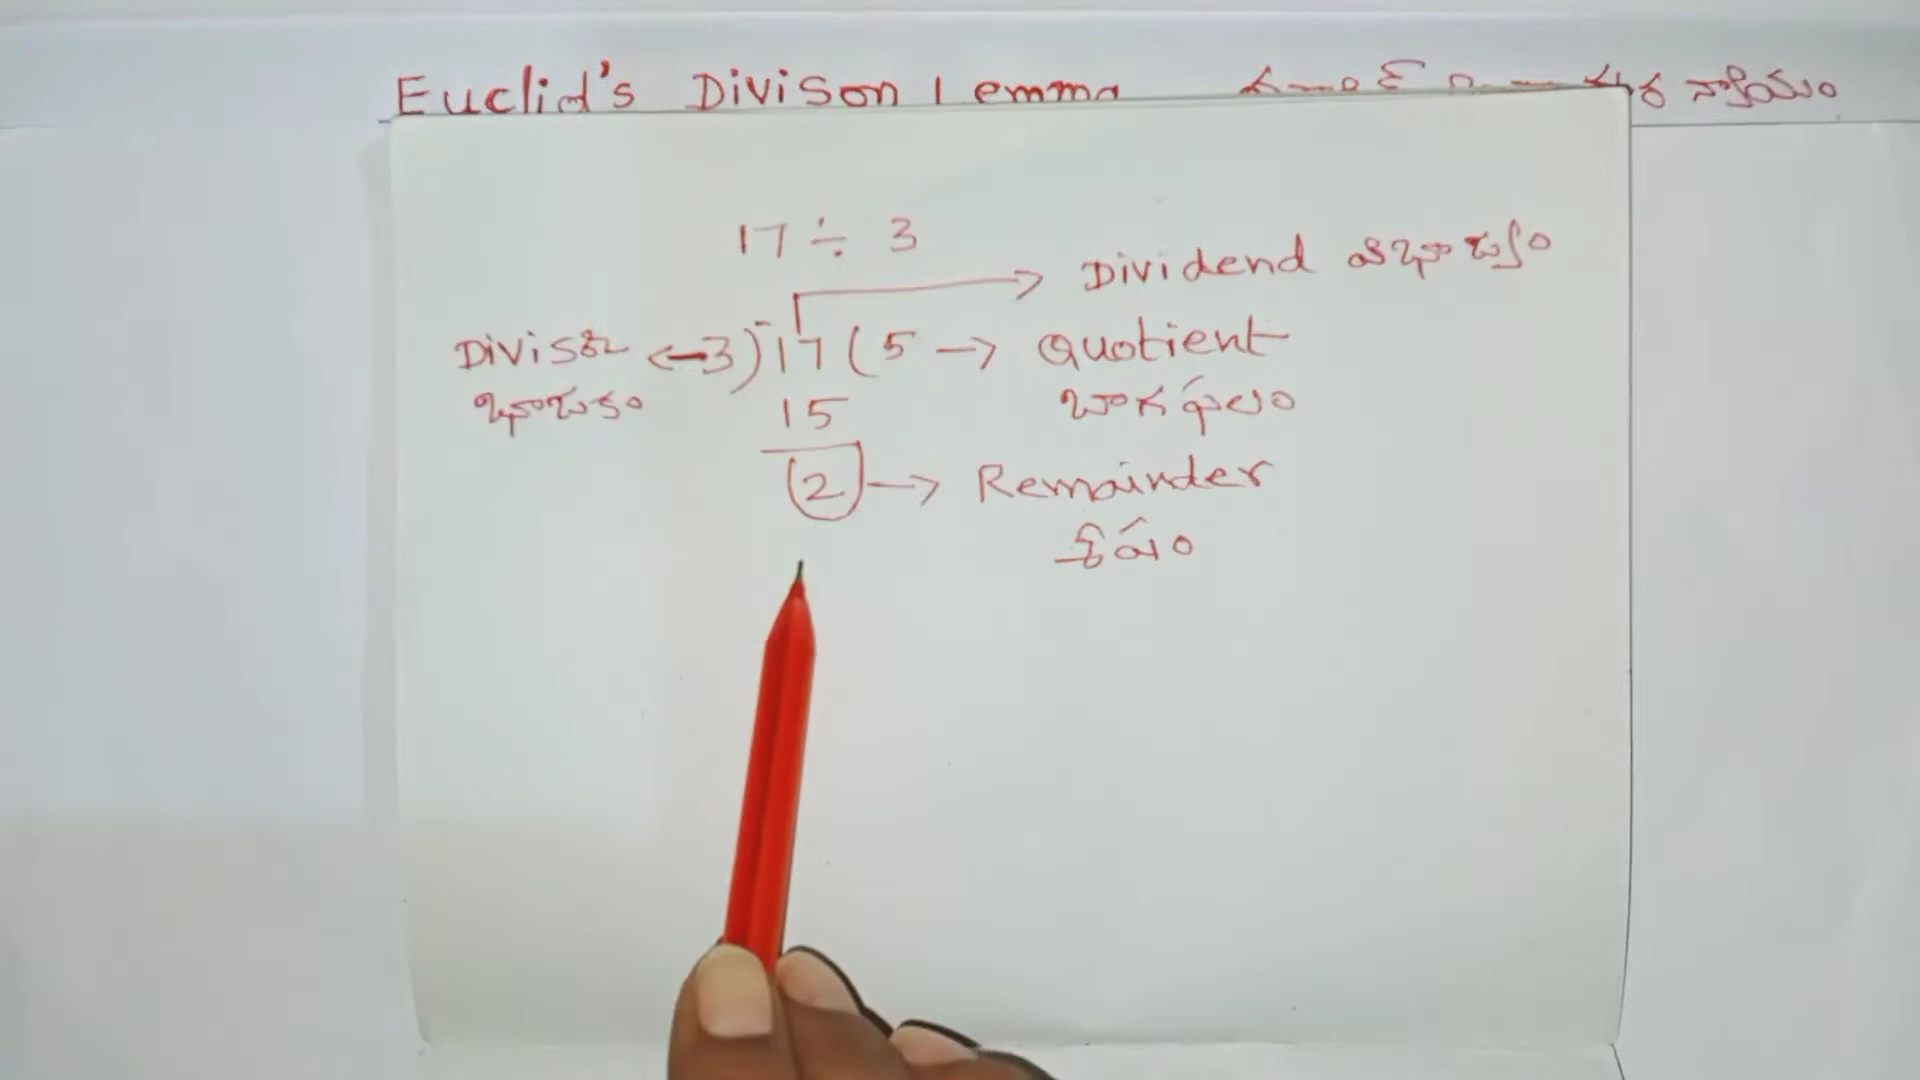 Euclid's Divison Lemma న్యాయం
17 ÷ 3
Dividend విభాజ్యం
Divisor ← 3) 17 ( 5 → Quotient
భాజకం 15 బాగఫలం
2 → Remainder
శేషం